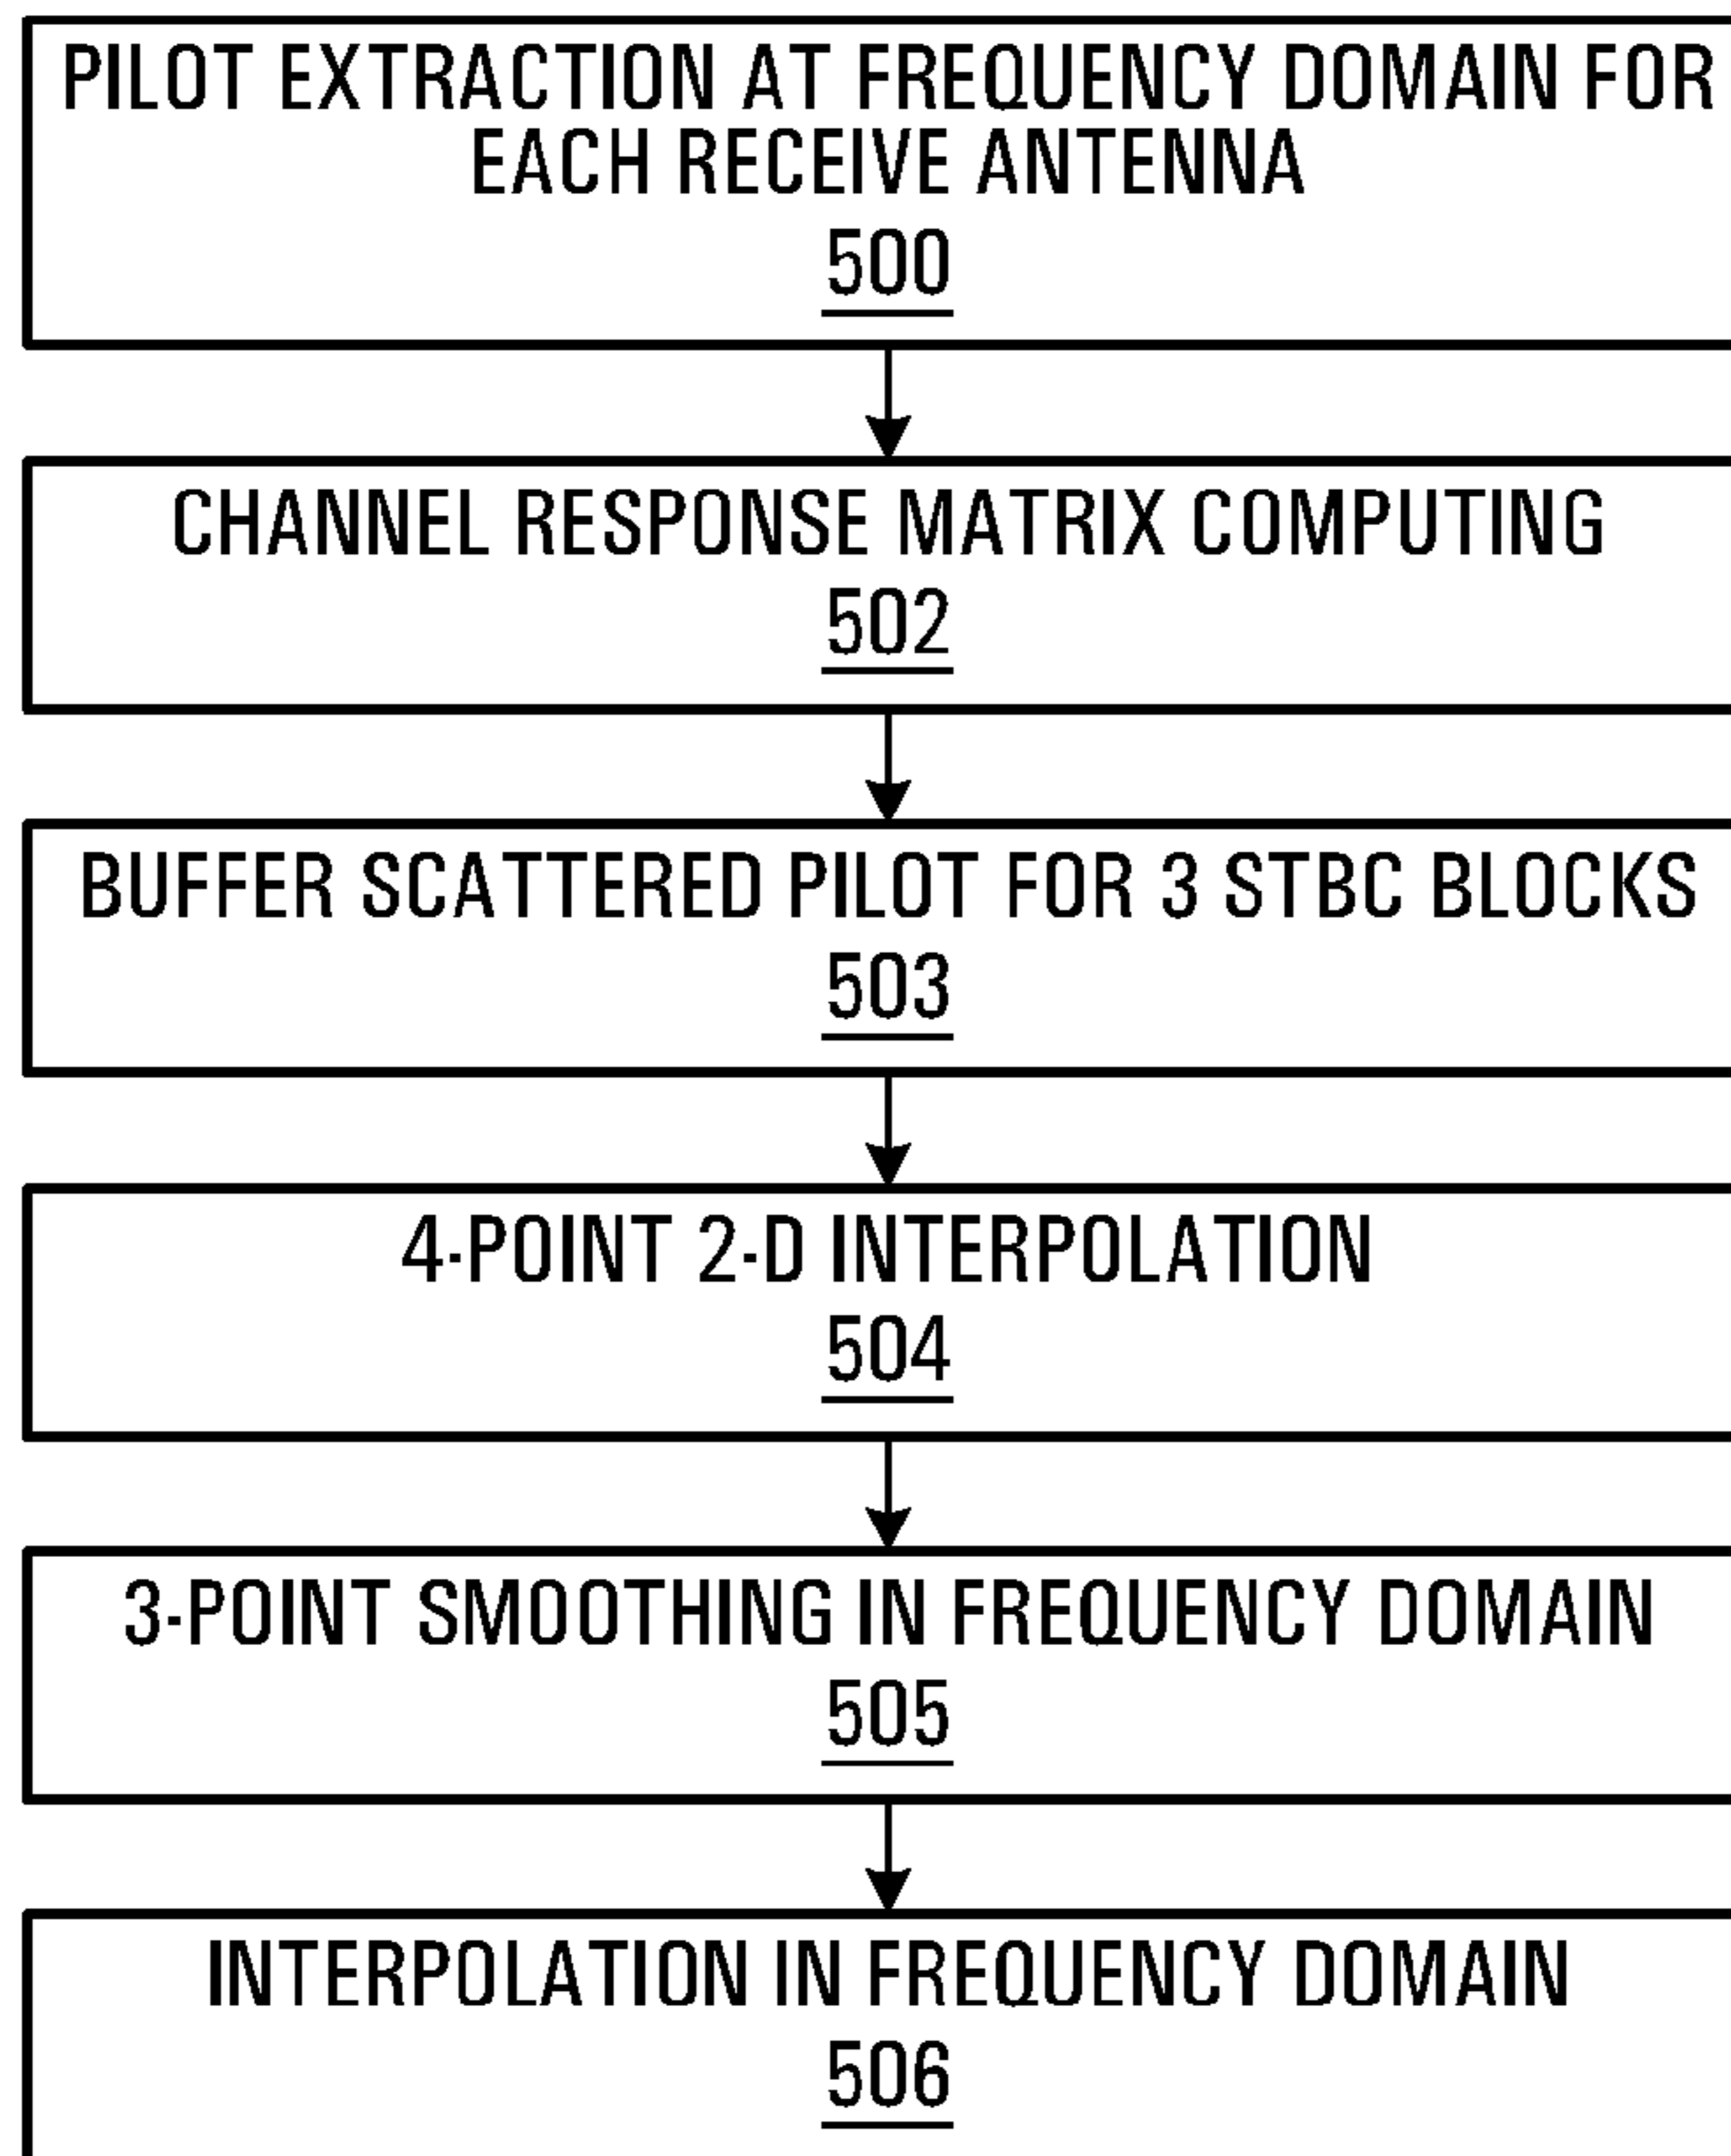 PILOT EXTRACTION AT FREQUENCY DOMAIN FOR
EACH RECEIVE ANTENNA
500
CHANNEL RESPONSE MATRIX COMPUTING
502
BUFFER SCATTERED PILOT FOR 3 STBC BLOCKS
503
4-POINT 2-D INTERPOLATION
504
3-POINT SMOOTHING IN FREQUENCY DOMAIN
505
INTERPOLATION IN FREQUENCY DOMAIN
506